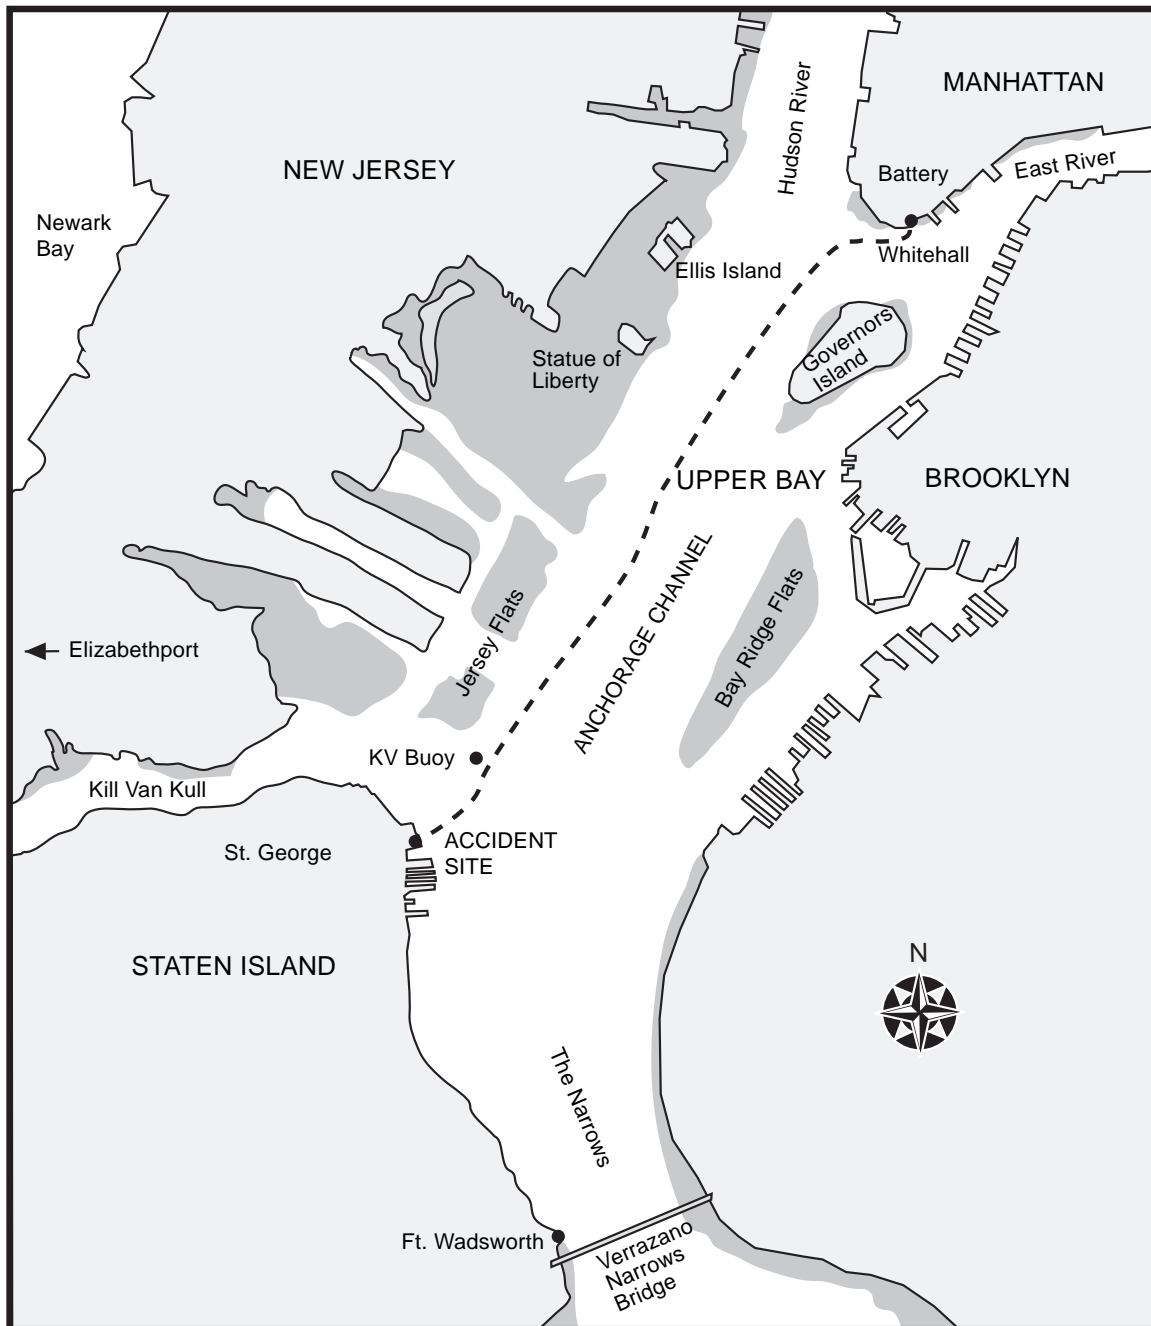 MANHATTAN
Hudson River
East River
NEW JERSEY
Battery
Newark
Bay
Whitehall
Ellis Island
Governors
Island
Statue of
Liberty
UPPER BAY
BROOKLYN
ANCHORAGE CHANNEL
Jersey Flats
Bay Ridge Flats
Elizabethport
KV Buoy
Kill Van Kull
ACCIDENT
SITE
St. George
STATEN ISLAND
N
The Narrows
Ft. Wadsworth
Verrazano
Narrows
Bridge